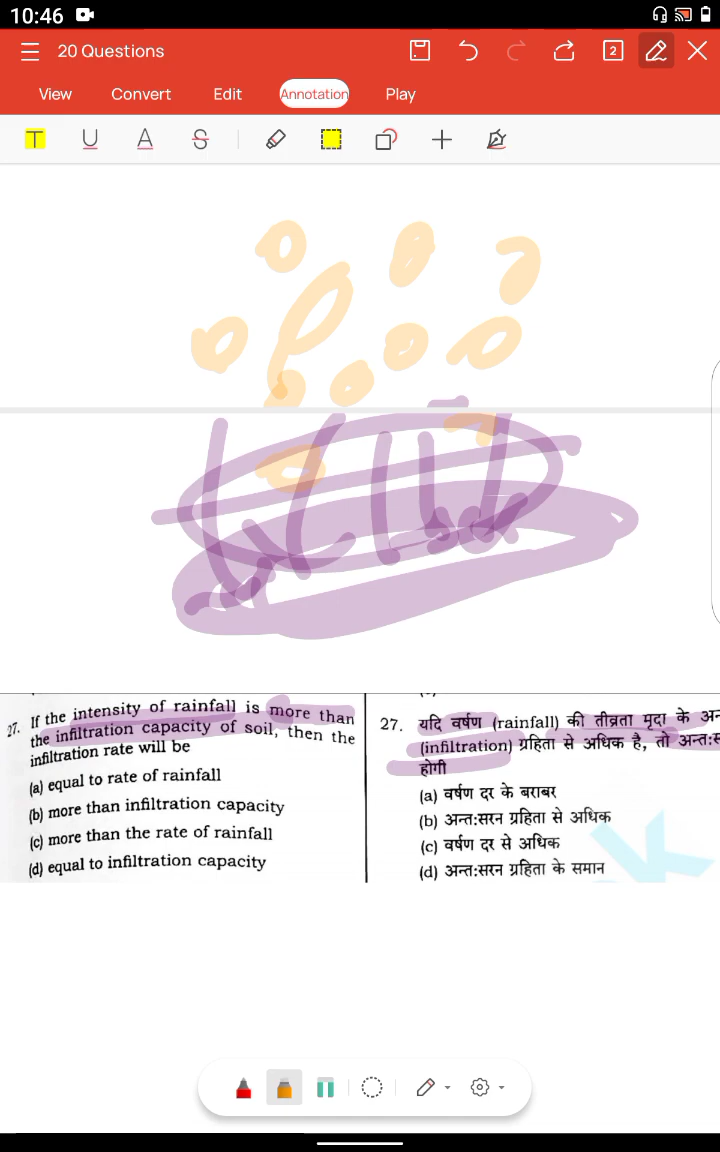 10:46
20 Questions
2
View Convert Edit Annotation Play
T U A S
27. If the intensity of rainfall is more than
the infiltration capacity of soil, then the
infiltration rate will be
(a) equal to rate of rainfall
(b) more than infiltration capacity
(c) more than the rate of rainfall
(d) equal to infiltration capacity
27. यदि वर्षण (rainfall) की तीव्रता मृदा के
(infiltration) ग्रहिता से अधिक है, तो
होगी
(a) वर्षण दर के बराबर
(b) अन्त:सरन ग्रहिता से अधिक
(c) वर्षण दर से अधिक
(d) अन्त:सरन ग्रहिता के समान